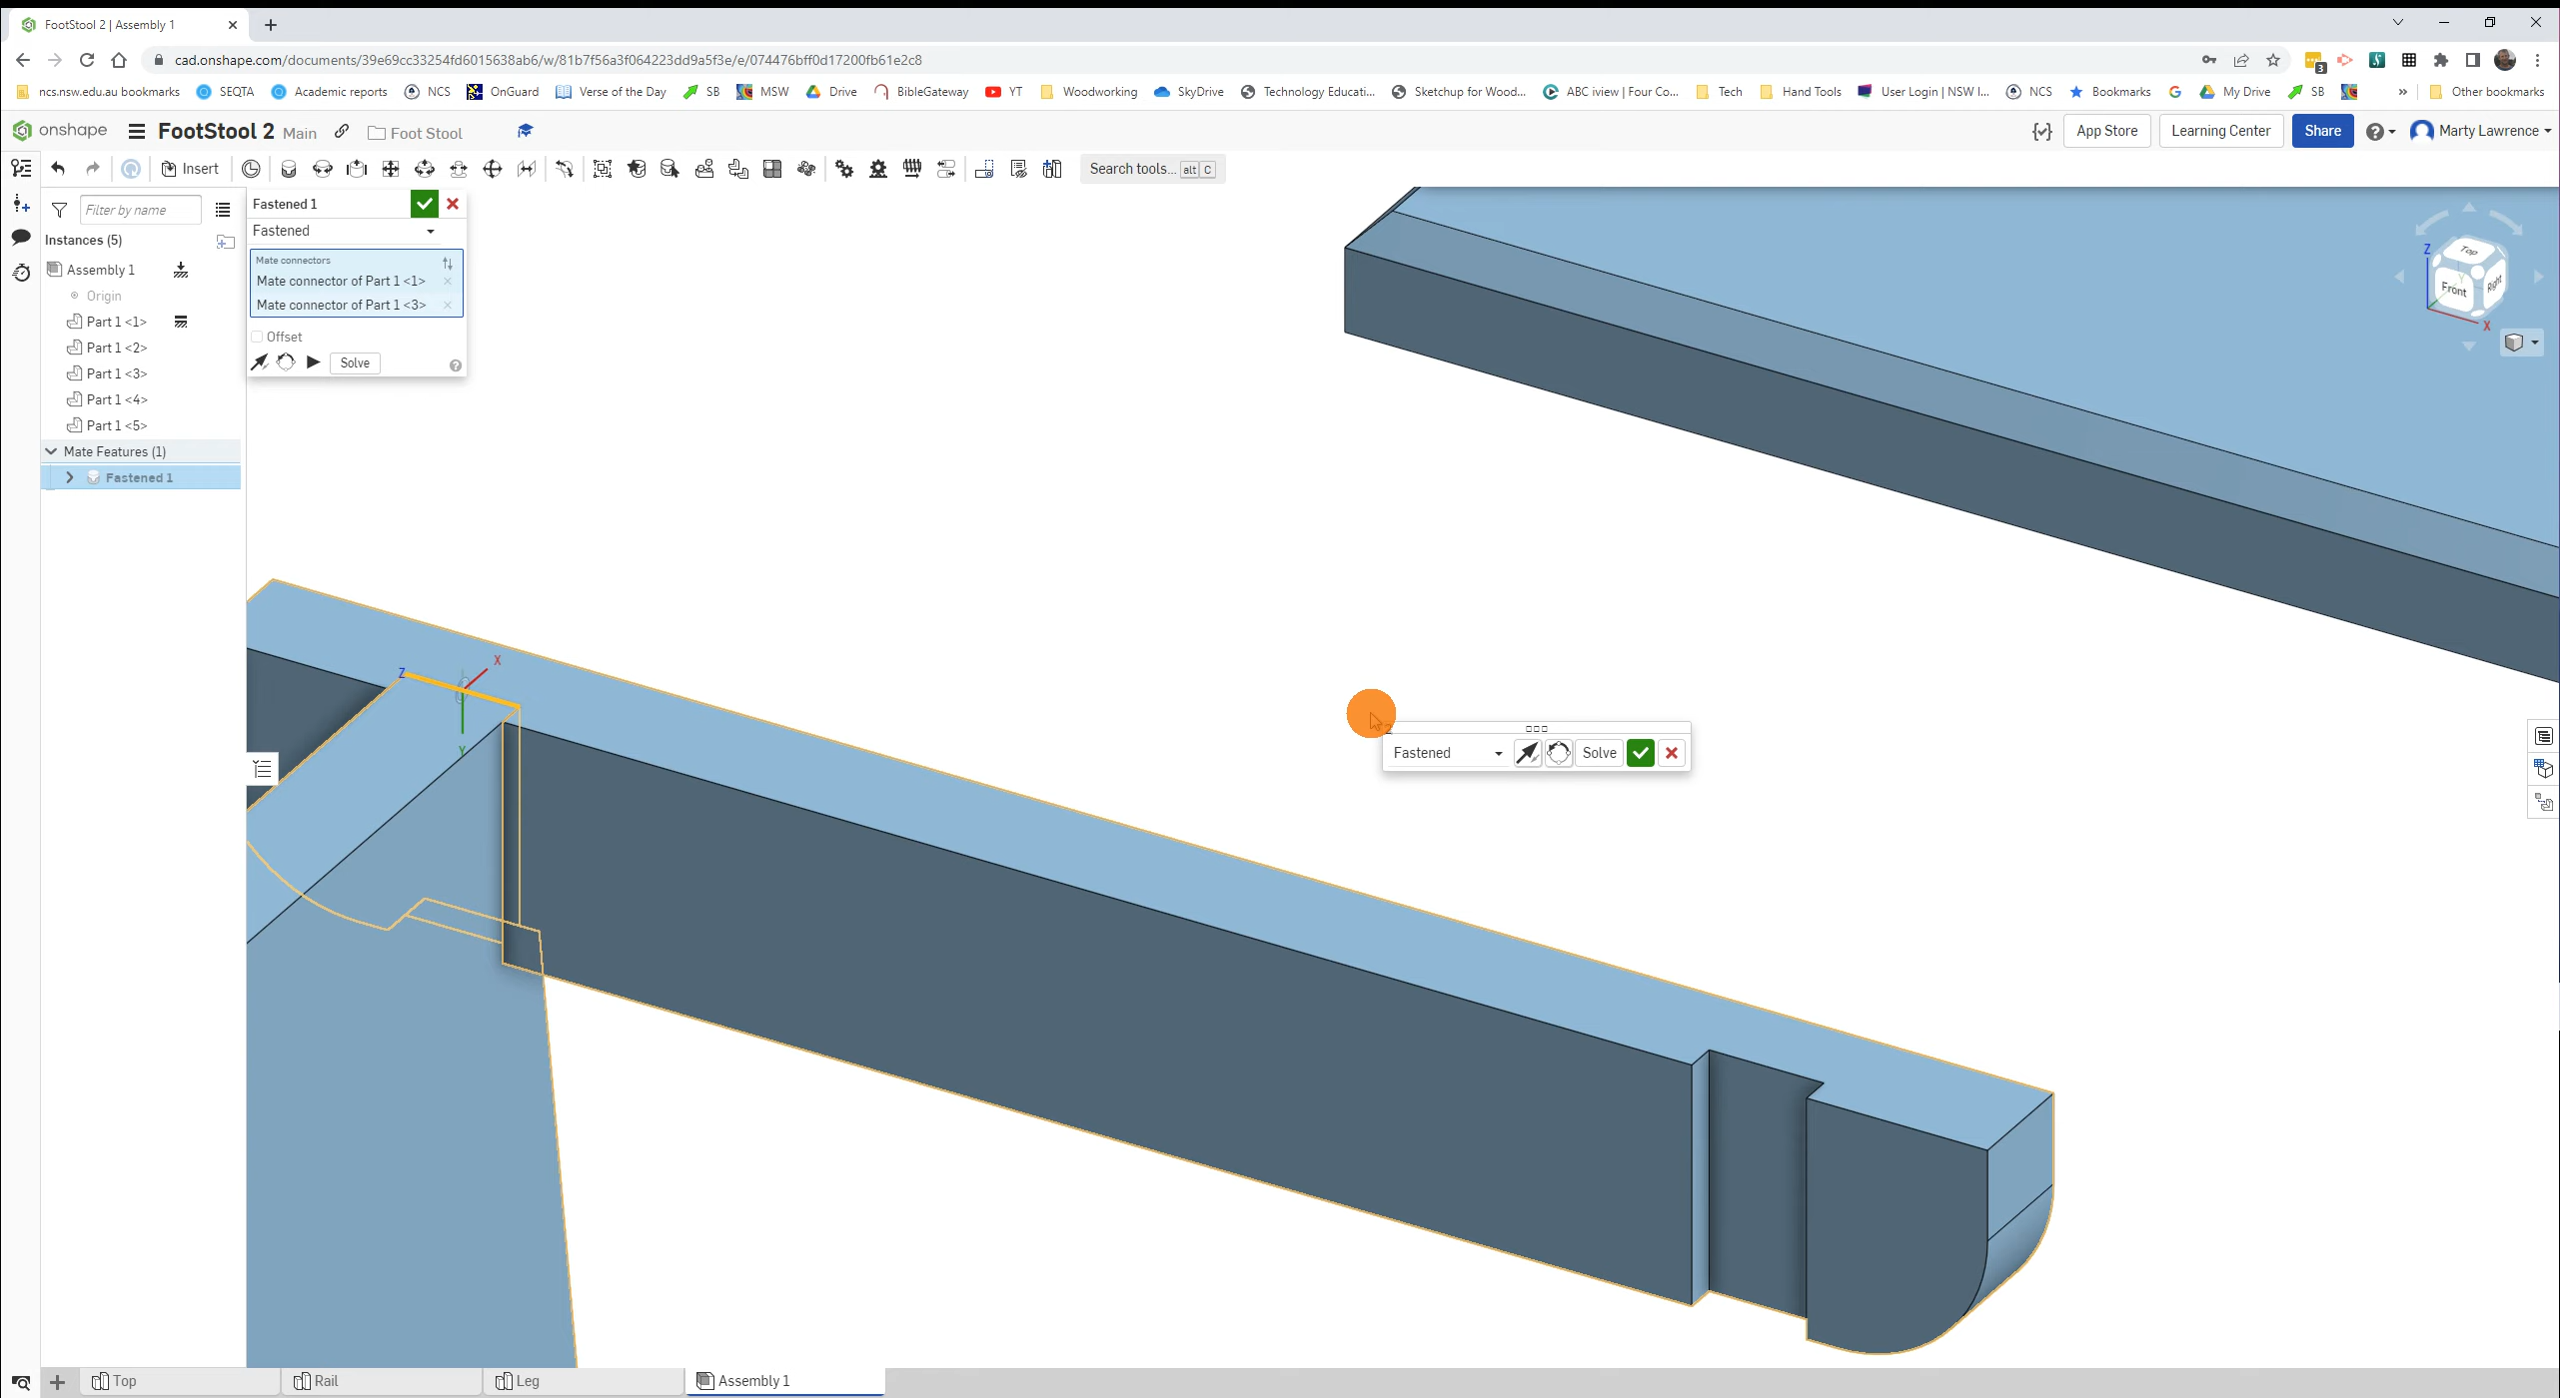 FootStool 2 | Assembly 1
cad.onshape.com/documents/39e69cc33254fd6015638ab6/w/81b7f56a3f064223dd9a5f3e/e/074476bff0d17200fb61e2c8
3
ncs.nsw.edu.au bookmarks SEQTA Academic reports NCS OnGuard Verse of the Day SB MSW Drive BibleGateway YT Woodworking SkyDrive Technology Educati... Sketchup for Wood... ABC iview | Four Co... Tech Hand Tools User Login | NSW I... NCS Bookmarks My Drive SB » Other bookmarks
onshape FootStool 2 Main Foot Stool App Store Learning Center Share Marty Lawrence
Insert Search tools... alt C
Filter by name
Instances (5)
Assembly 1
Origin
Part 1 <1>
Part 1 <2>
Part 1 <3>
Part 1 <4>
Part 1 <5>
Mate Features (1)
Fastened 1
Fastened 1
Fastened
Mate connectors
Mate connector of Part 1 <1>
Mate connector of Part 1 <3>
Offset
Solve
Top
Front
Right
Z
X
Z
X
Y
Fastened Solve
Top Rail Leg Assembly 1